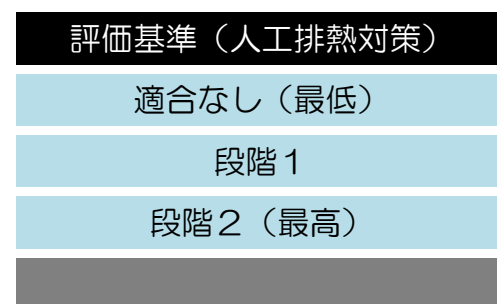 評価基準（人工排熱対策）
適合なし（最低）
段階１
段階２（最高）